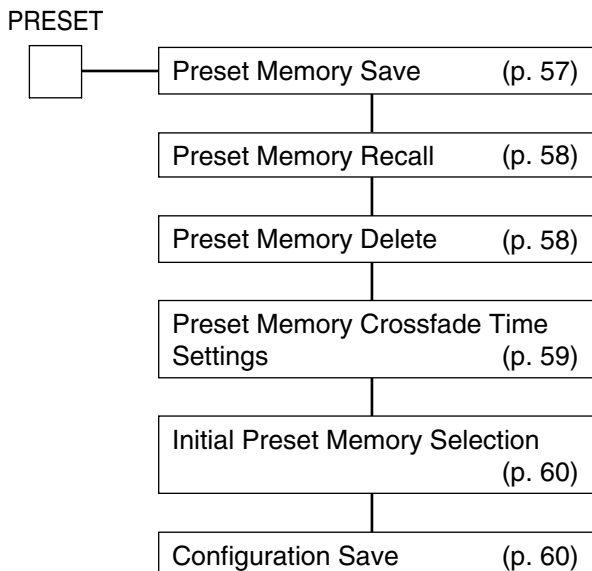 PRESET
Preset Memory Save (p. 57)
Preset Memory Recall (p. 58)
Preset Memory Delete (p. 58)
Preset Memory Crossfade Time
Settings (p. 59)
Initial Preset Memory Selection
(p. 60)
Configuration Save (p. 60)